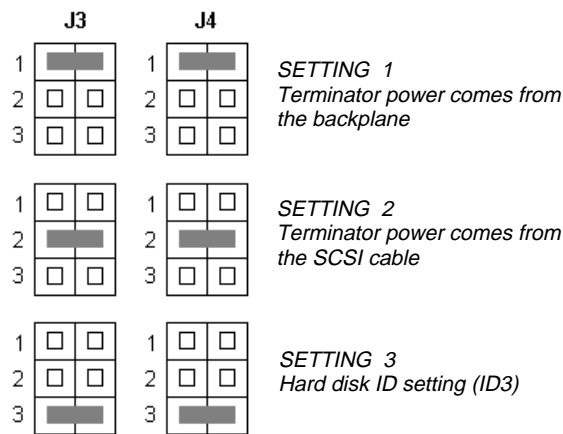 J3 J4
1 1 SETTING 1
2 2 Terminator power comes from
3 3 the backplane
1 1 SETTING 2
2 2 Terminator power comes from
3 3 the SCSI cable
1 1 SETTING 3
2 2 Hard disk ID setting (ID3)
3 3